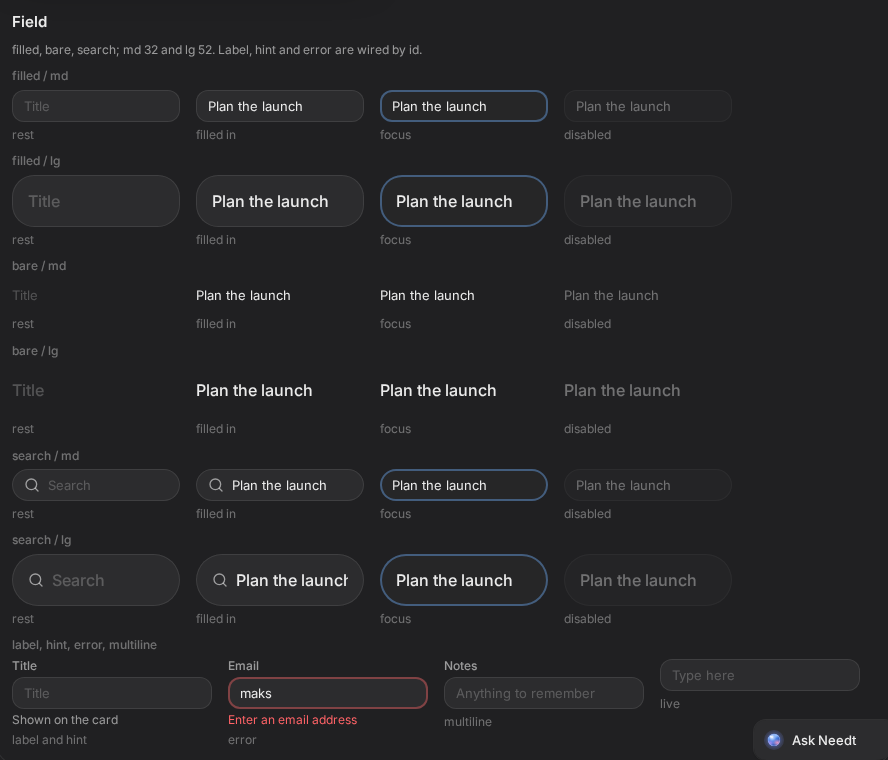 Field
filled, bare, search; md 32 and lg 52. Label, hint and error are wired by id.
filled / md
Title Plan the launch Plan the launch Plan the launch
rest filled in focus disabled
filled / lg
Title Plan the launch Plan the launch Plan the launch
rest filled in focus disabled
bare / md
Title Plan the launch Plan the launch Plan the launch
rest filled in focus disabled
bare / lg
Title Plan the launch Plan the launch Plan the launch
rest filled in focus disabled
search / md
Search Plan the launch Plan the launch Plan the launch
rest filled in focus disabled
search / lg
Search Plan the launch Plan the launch Plan the launch
rest filled in focus disabled
label, hint, error, multiline
Title Email Notes
Title maks Anything to remember Type here
Shown on the card Enter an email address multiline live
label and hint error
Ask Needt